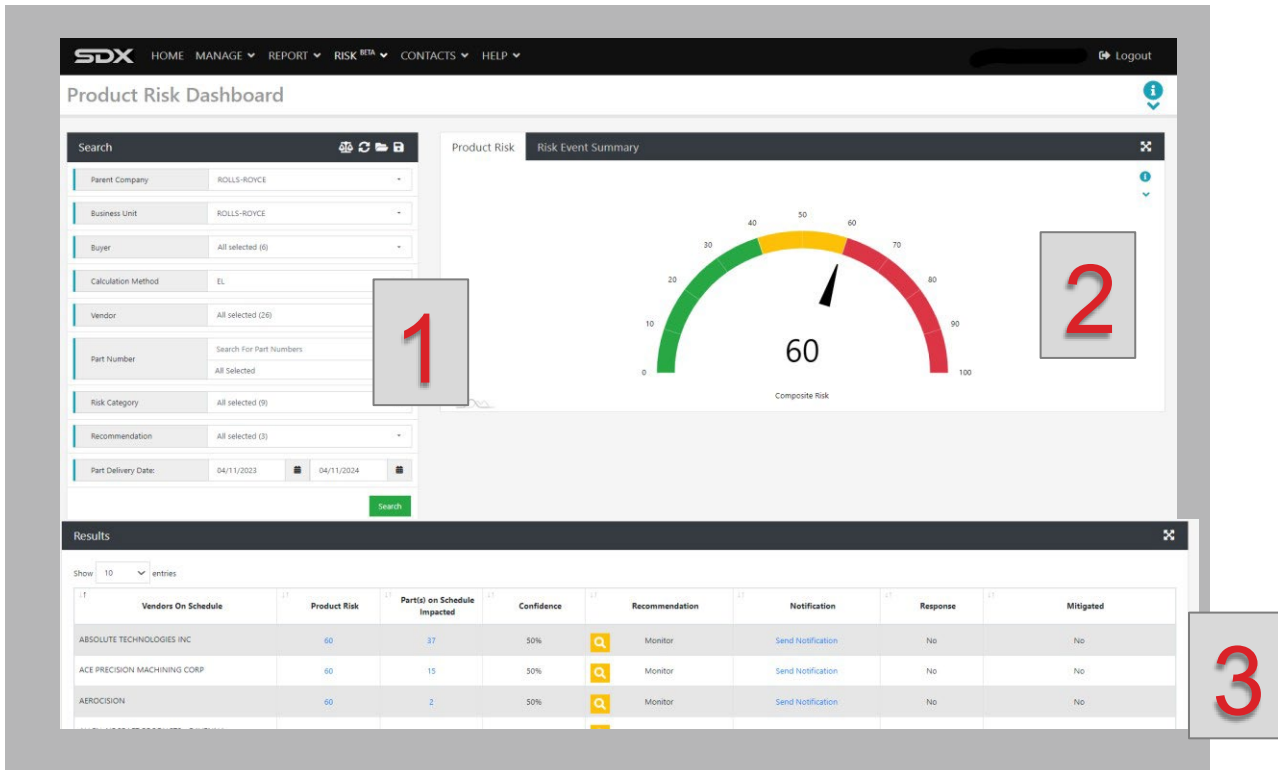 SDX HOME MANAGE REPORT RISK BETA CONTACTS HELP Logout
Product Risk Dashboard
Search
Parent Company ROLLS-ROYCE
Business Unit ROLLS-ROYCE
Buyer All selected (6)
Calculation Method EL
Vendor All selected (26)
Part Number Search For Part Numbers
All Selected
Risk Category All selected (9)
Recommendation All selected (3)
Part Delivery Date: 04/11/2023 04/11/2024
Search
1
Product Risk Risk Event Summary
0
10
20
30
40
50
60
70
80
90
100
60
Composite Risk
2
Results
Show 10 entries
Vendors On Schedule Product Risk Part(s) on Schedule Impacted Confidence Recommendation Notification Response Mitigated
ABSOLUTE TECHNOLOGIES INC 60 37 50% Monitor Send Notification No No
ACE PRECISION MACHINING CORP 60 15 50% Monitor Send Notification No No
AEROCISION 60 2 50% Monitor Send Notification No No
3